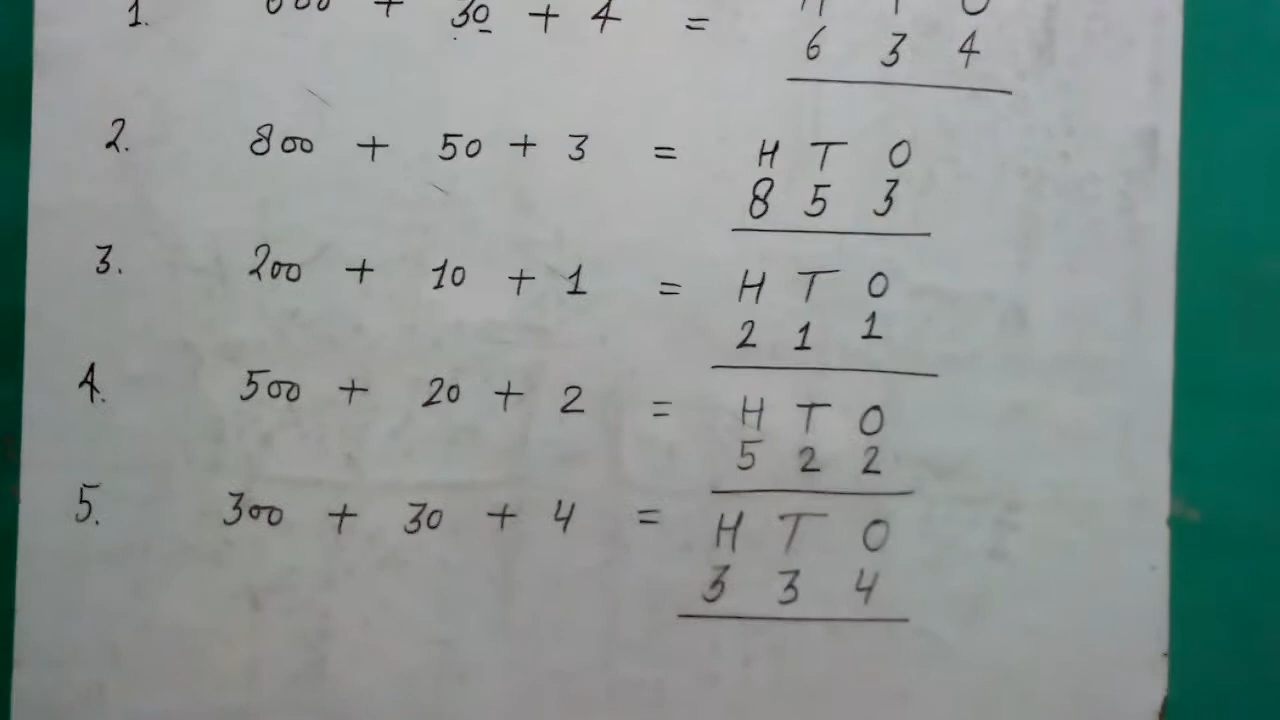 1. 600 + 30 + 4 = H T O
6 3 4
2. 800 + 50 + 3 = H T O
8 5 3
3. 200 + 10 + 1 = H T O
2 1 1
4. 500 + 20 + 2 = H T O
5 2 2
5. 300 + 30 + 4 = H T O
3 3 4